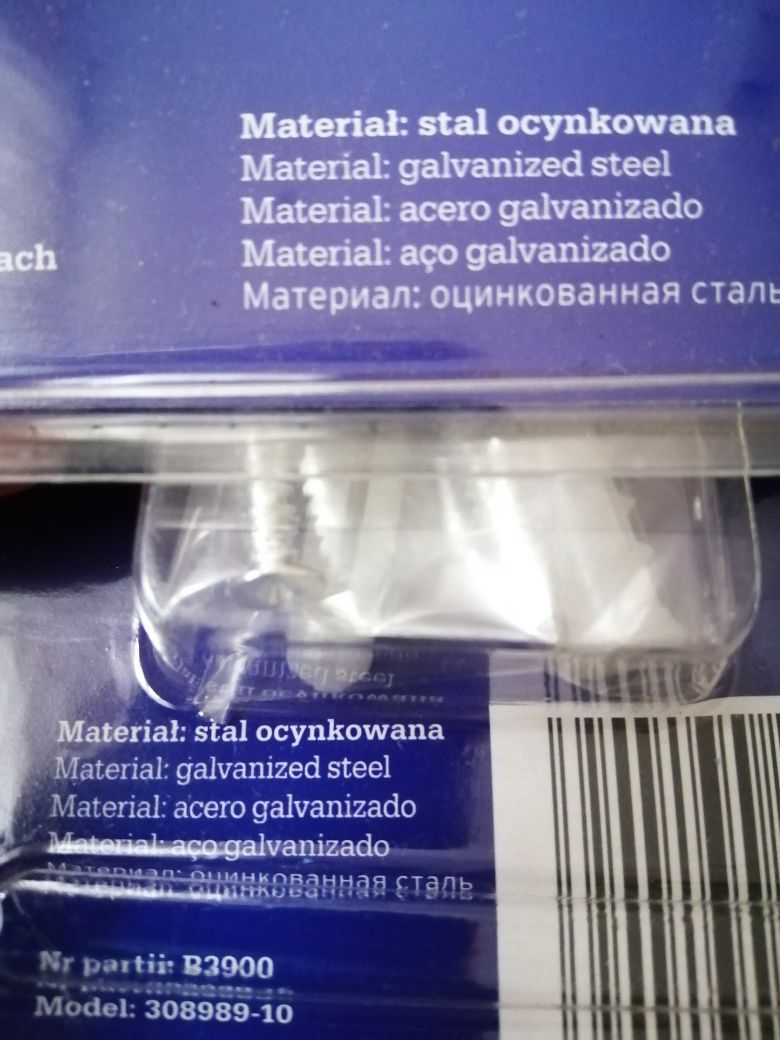 Materiał: stal ocynkowana
Material: galvanized steel
Material: acero galvanizado
ach
Material: aço galvanizado
Материал: оцинкованная сталь
Materiał: stal ocynkowana
Material: galvanized steel
Material: acero galvanizado
Material: aço galvanizado
Материал: оцинкованная сталь
Nr partii: B3900
Model: 308989-10